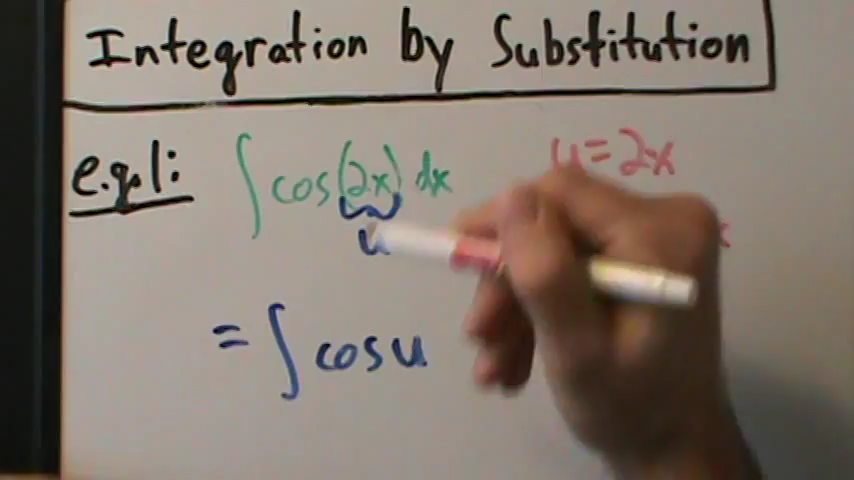 Integration by Substitution
e.g.1: ∫ cos(2x) dx u = 2x
u
= ∫ cos u